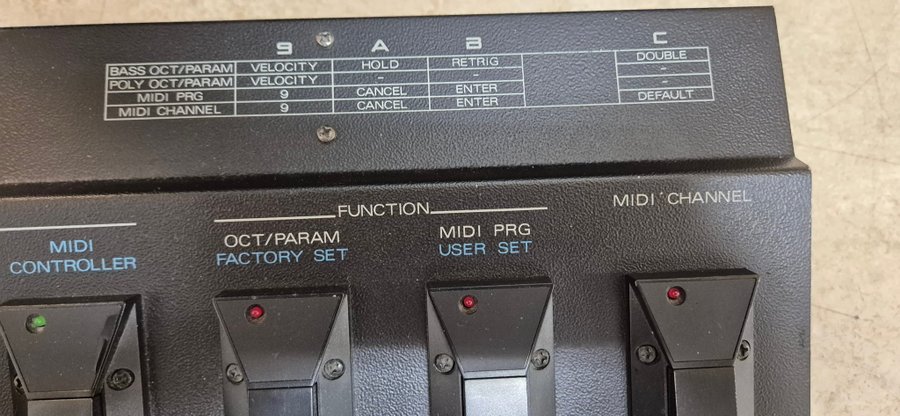 9 A B C
BASS OCT/PARAM VELOCITY HOLD RETRIG DOUBLE
POLY OCT/PARAM VELOCITY - - -
MIDI PRG 9 CANCEL ENTER -
MIDI CHANNEL 9 CANCEL ENTER DEFAULT
FUNCTION
MIDI CHANNEL
MIDI
CONTROLLER
OCT/PARAM
FACTORY SET
MIDI PRG
USER SET